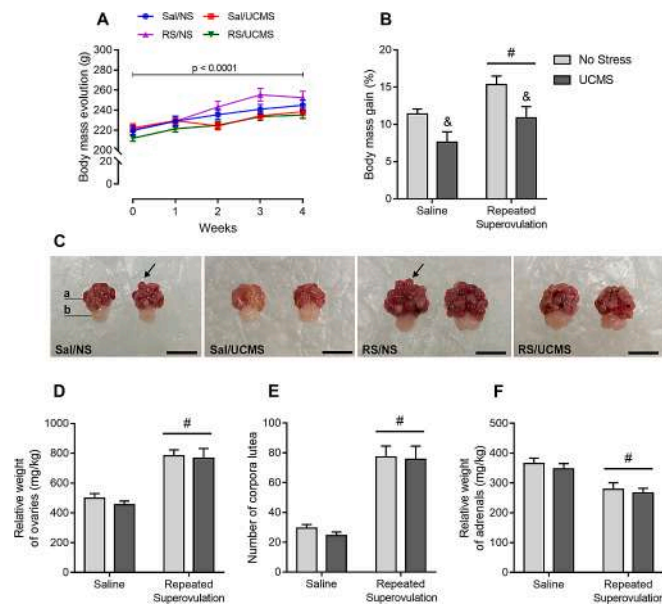 A
Sal/NS
Sal/UCMS
RS/NS
RS/UCMS
p < 0.0001
Body mass evolution (g)
280
260
240
220
200
20
0
0 1 2 3 4
Weeks
B
No Stress
UCMS
Body mass gain (%)
20
15
10
5
0
#
&
&
Saline
Repeated
Superovulation
C
a
b
Sal/NS
Sal/UCMS
RS/NS
RS/UCMS
D
Relative weight
of ovaries (mg/kg)
1000
800
600
400
200
0
#
Saline
Repeated
Superovulation
E
Number of corpora lutea
100
80
60
40
20
0
#
Saline
Repeated
Superovulation
F
Relative weight
of adrenals (mg/kg)
500
400
300
200
100
0
#
Saline
Repeated
Superovulation